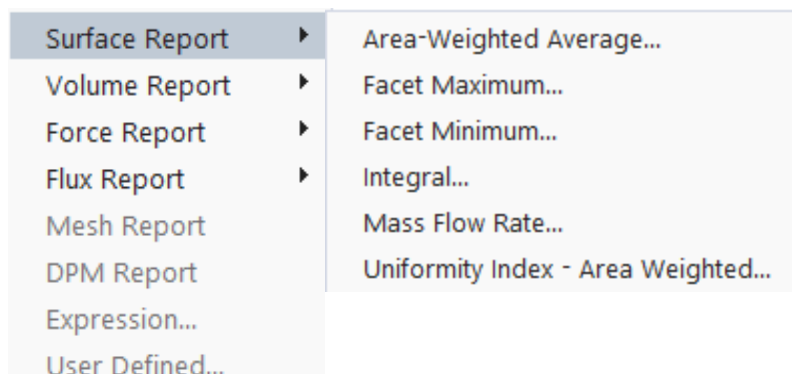 Surface Report
Volume Report
Force Report
Flux Report
Mesh Report
DPM Report
Expression...
User Defined...
Area-Weighted Average...
Facet Maximum...
Facet Minimum...
Integral...
Mass Flow Rate...
Uniformity Index - Area Weighted...